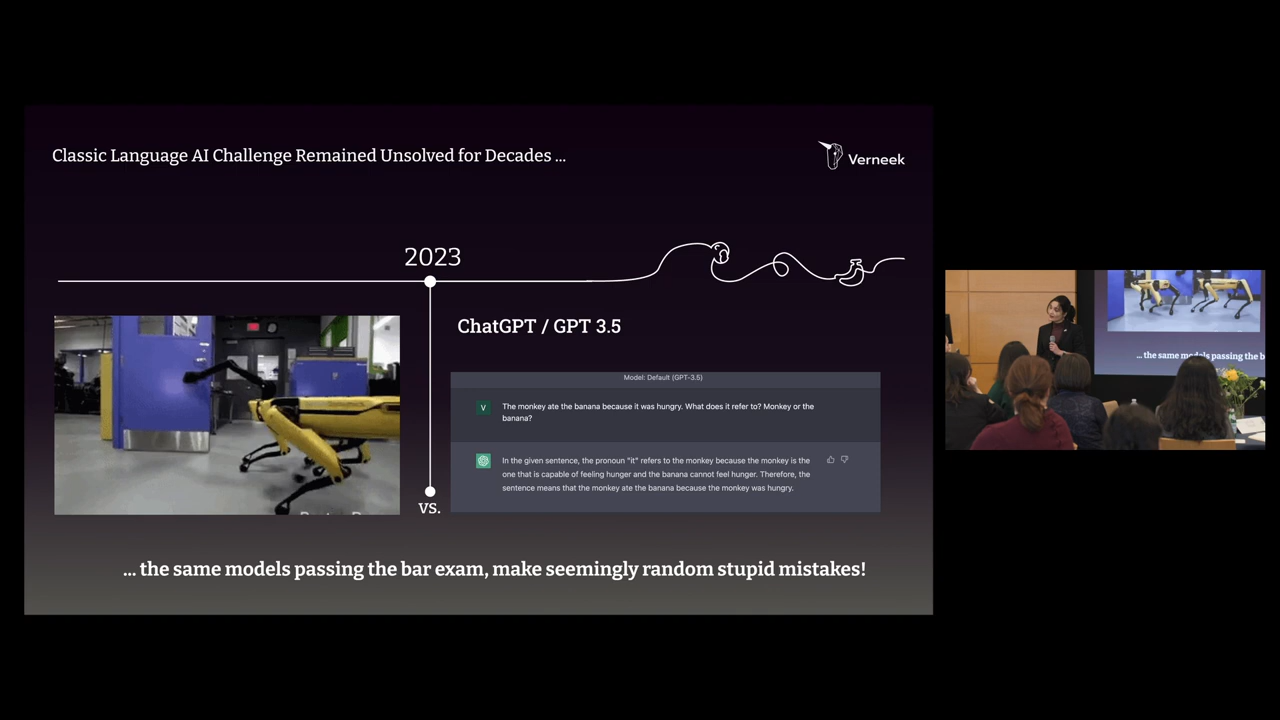 Classic Language AI Challenge Remained Unsolved for Decades ...
Verneek
2023
ChatGPT / GPT 3.5
Model: Default (GPT-3.5)
V
The monkey ate the banana because it was hungry. What does it refer to? Monkey or the
banana?
In the given sentence, the pronoun "it" refers to the monkey because the monkey is the
one that is capable of feeling hunger and the banana cannot feel hunger. Therefore, the
sentence means that the monkey ate the banana because the monkey was hungry.
vs.
... the same models passing the bar exam, make seemingly random stupid mistakes!
... the same models passing the b